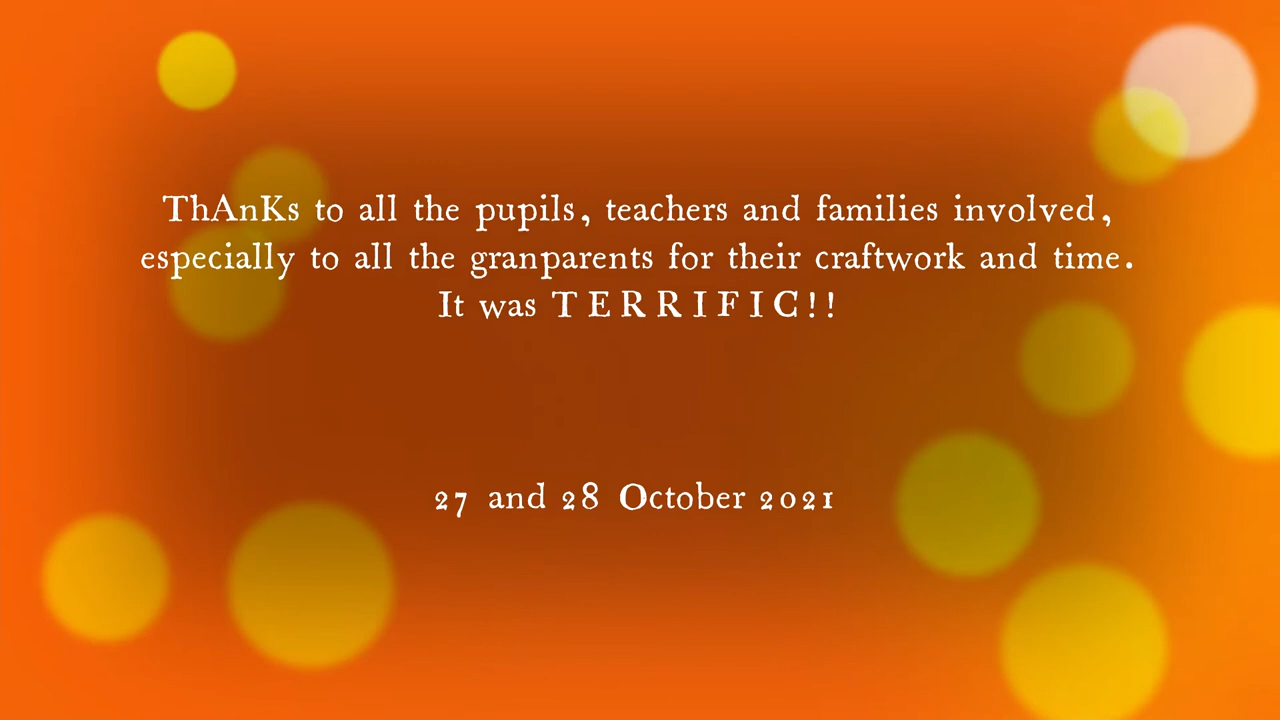 ThAnKs to all the pupils, teachers and families involved,
especially to all the granparents for their craftwork and time.
It was TERRIFIC!!
27 and 28 October 2021